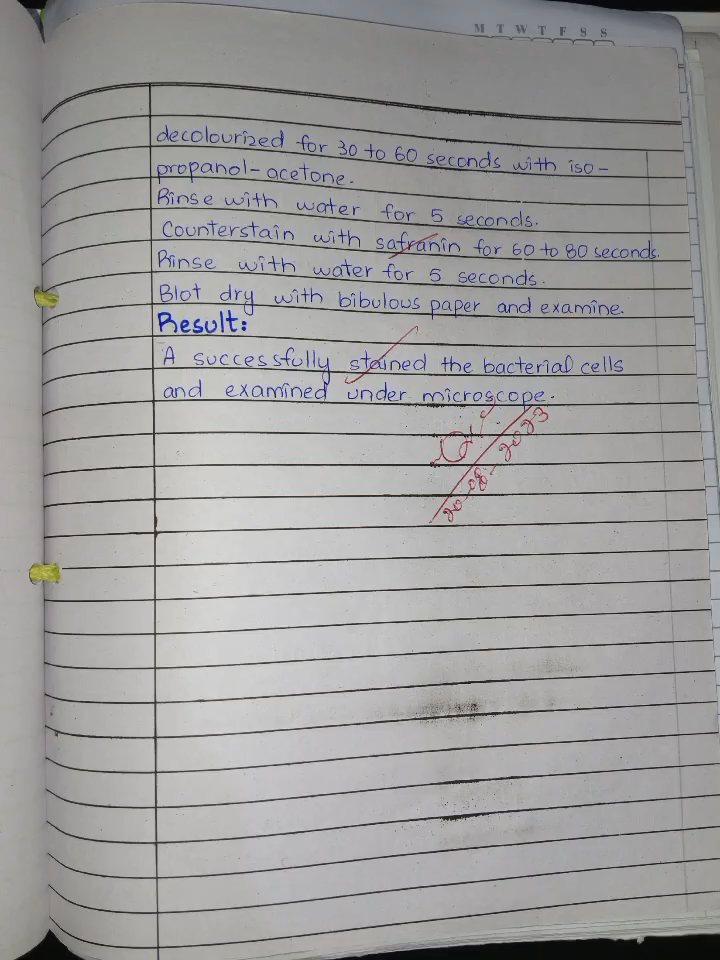 M T W T F S S
decolourized for 30 to 60 seconds with iso-
propanol-acetone.
Rinse with water for 5 seconds.
Counterstain with safranin for 60 to 80 seconds.
Rinse with water for 5 seconds.
Blot dry with bibulous paper and examine.
Result:
A successfully stained the bacterial cells
and examined under microscope.
20-08-2023